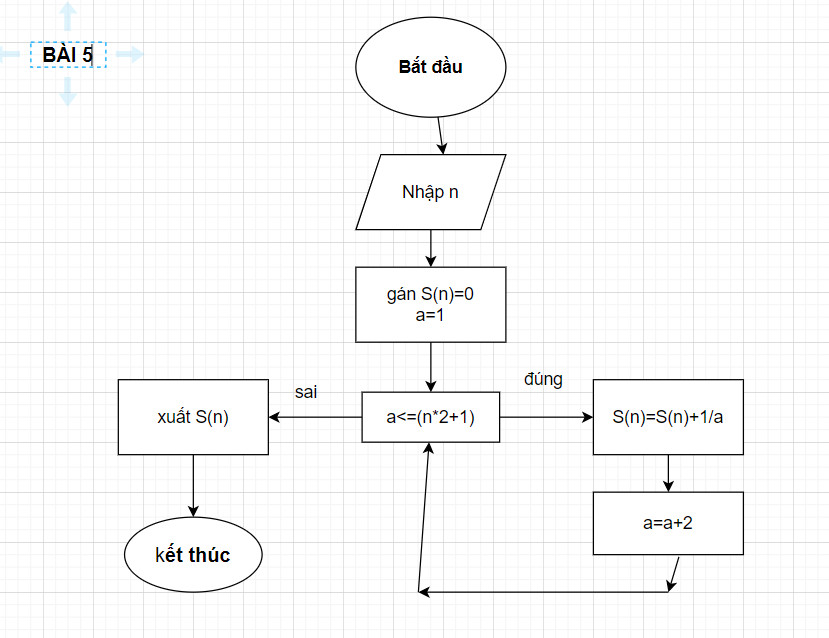 BÀI 5
Bắt đầu
Nhập n
gán S(n)=0
a=1
a<=(n*2+1)
sai
đúng
xuất S(n)
S(n)=S(n)+1/a
a=a+2
kết thúc